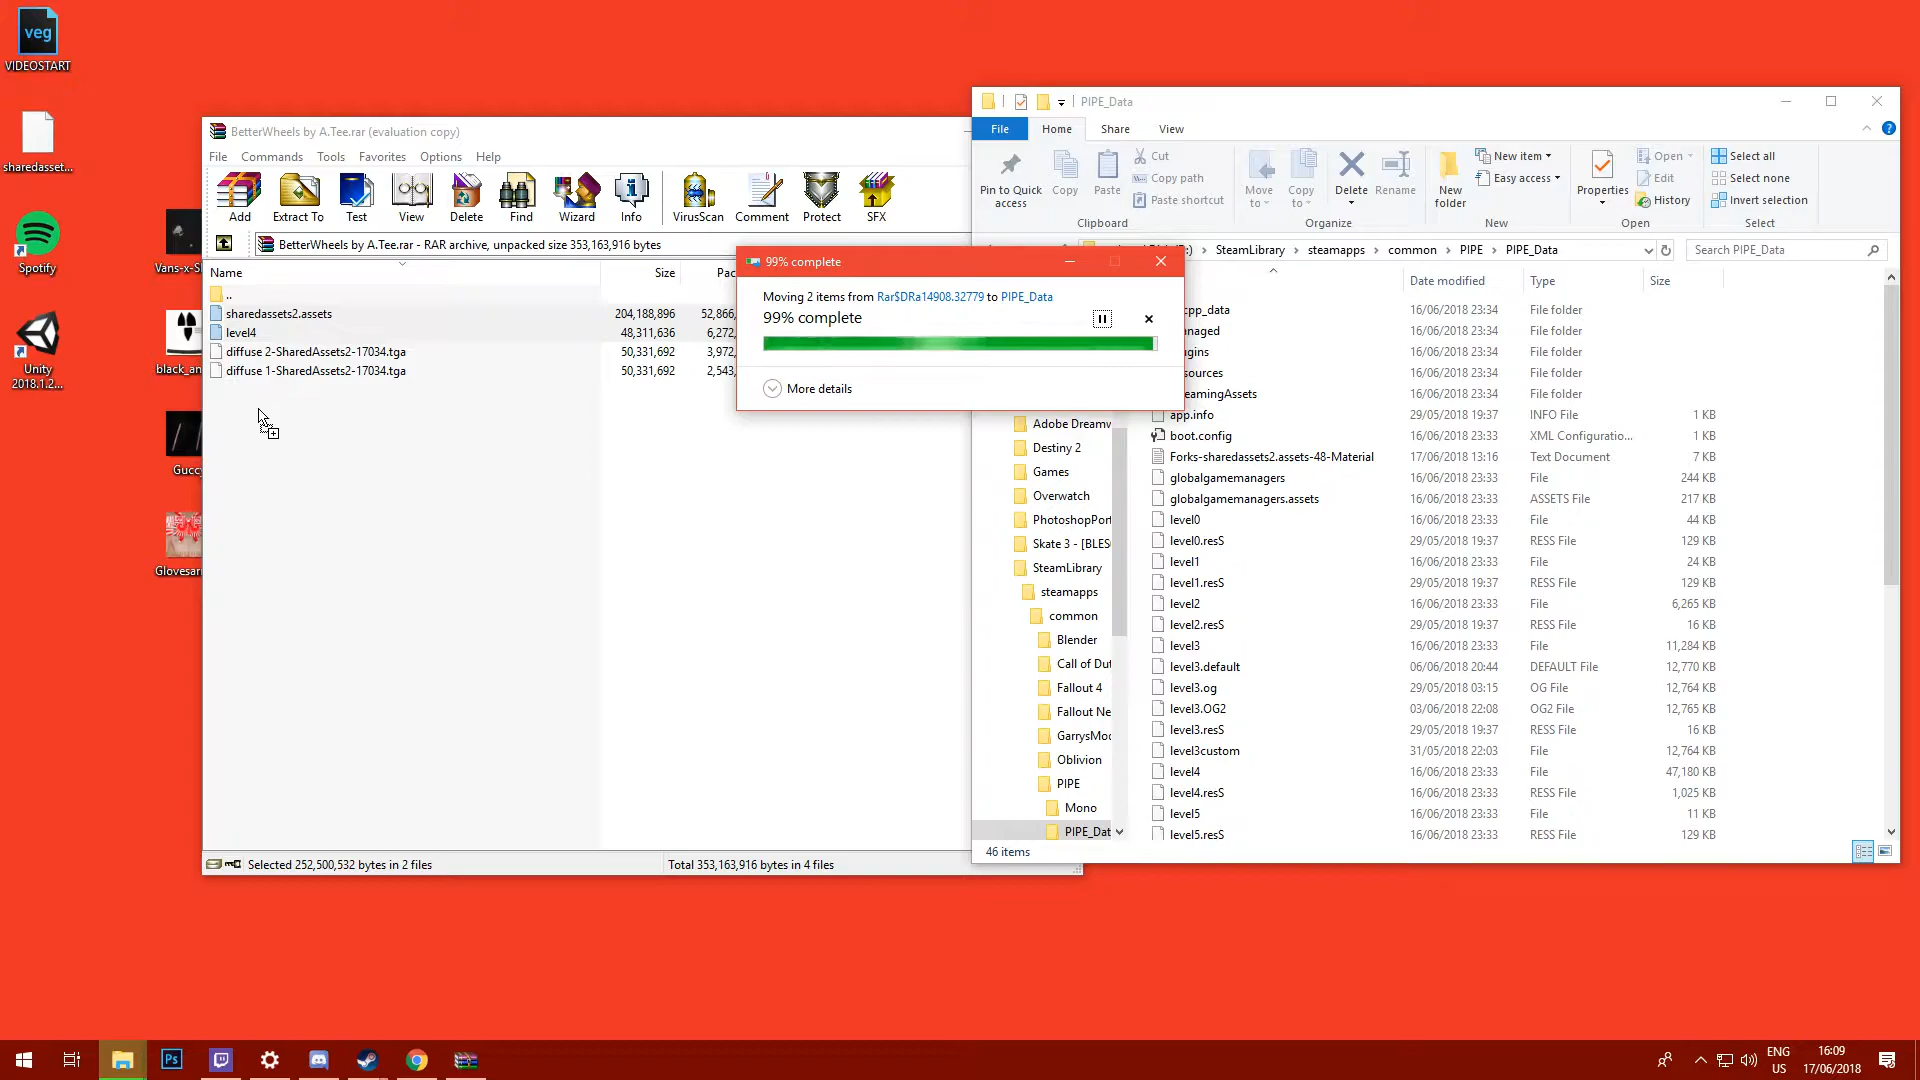 veg
VIDEOSTART
sharedasset...
Spotify
Unity
2018.1.2...
Vans-x-S
black_an
Guccy
Glovesar
BetterWheels by A.Tee.rar (evaluation copy)
File Commands Tools Favorites Options Help
Add Extract To Test View Delete Find Wizard Info VirusScan Comment Protect SFX
BetterWheels by A.Tee.rar - RAR archive, unpacked size 353,163,916 bytes
Name Size Pac
..
sharedassets2.assets 204,188,896 52,866,
level4 48,311,636 6,272,
diffuse 2-SharedAssets2-17034.tga 50,331,692 3,972,
diffuse 1-SharedAssets2-17034.tga 50,331,692 2,543,
Selected 252,500,532 bytes in 2 files
Total 353,163,916 bytes in 4 files
99% complete
Moving 2 items from Rar$DRa14908.32779 to PIPE_Data
99% complete
More details
PIPE_Data
File Home Share View
Pin to Quick access
Copy
Paste
Cut
Copy path
Paste shortcut
Clipboard
Move to
Copy to
Delete
Rename
Organize
New folder
New item
Easy access
New
Properties
Open
Edit
History
Open
Select all
Select none
Invert selection
Select
:) SteamLibrary steamapps common PIPE PIPE_Data
Search PIPE_Data
Date modified Type Size
Adobe Dreamw
Destiny 2
Games
Overwatch
PhotoshopPort
Skate 3 - [BLES
SteamLibrary
steamapps
common
Blender
Call of Dut
Fallout 4
Fallout Ne
GarrysMod
Oblivion
PIPE
Mono
PIPE_Dat
cpp_data 16/06/2018 23:34 File folder
anaged 16/06/2018 23:34 File folder
ugins 16/06/2018 23:34 File folder
sources 16/06/2018 23:34 File folder
reamingAssets 16/06/2018 23:34 File folder
app.info 29/05/2018 19:37 INFO File 1 KB
boot.config 16/06/2018 23:33 XML Configuratio... 1 KB
Forks-sharedassets2.assets-48-Material 17/06/2018 13:16 Text Document 7 KB
globalgamemanagers 16/06/2018 23:33 File 244 KB
globalgamemanagers.assets 16/06/2018 23:33 ASSETS File 217 KB
level0 16/06/2018 23:33 File 44 KB
level0.resS 29/05/2018 19:37 RESS File 129 KB
level1 16/06/2018 23:33 File 24 KB
level1.resS 29/05/2018 19:37 RESS File 129 KB
level2 16/06/2018 23:33 File 6,265 KB
level2.resS 29/05/2018 19:37 RESS File 16 KB
level3 16/06/2018 23:33 File 11,284 KB
level3.default 06/06/2018 20:44 DEFAULT File 12,770 KB
level3.og 29/05/2018 03:15 OG File 12,764 KB
level3.OG2 03/06/2018 22:08 OG2 File 12,765 KB
level3.resS 29/05/2018 19:37 RESS File 16 KB
level3custom 31/05/2018 22:03 File 12,764 KB
level4 16/06/2018 23:33 File 47,180 KB
level4.resS 16/06/2018 23:33 RESS File 1,025 KB
level5 16/06/2018 23:33 File 11 KB
level5.resS 16/06/2018 23:33 RESS File 129 KB
46 items
Ps
ENG
US
16:09
17/06/2018